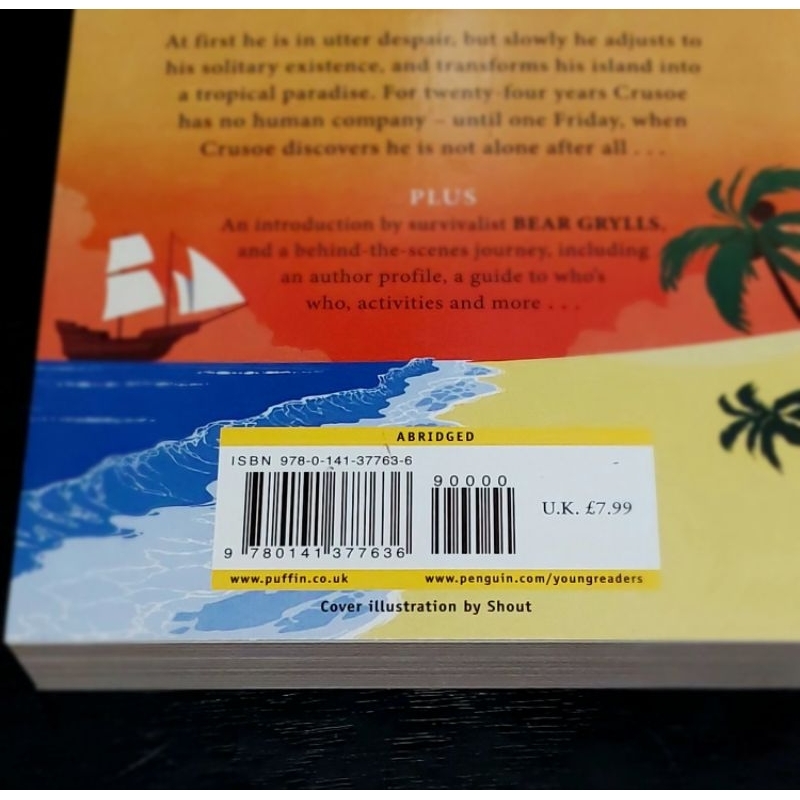 At first he is in utter despair, but slowly he adjusts to
his solitary existence, and transforms his island into
a tropical paradise. For twenty-four years Crusoe
has no human company – until one Friday, when
Crusoe discovers he is not alone after all . . .
PLUS
An introduction by survivalist BEAR GRYLLS,
and a behind-the-scenes journey, including
an author profile, a guide to who's
who, activities and more . . .
ABRIDGED
ISBN 978-0-141-37763-6
90000
U.K. £7.99
9 780141 377636
www.puffin.co.uk
www.penguin.com/youngreaders
Cover illustration by Shout